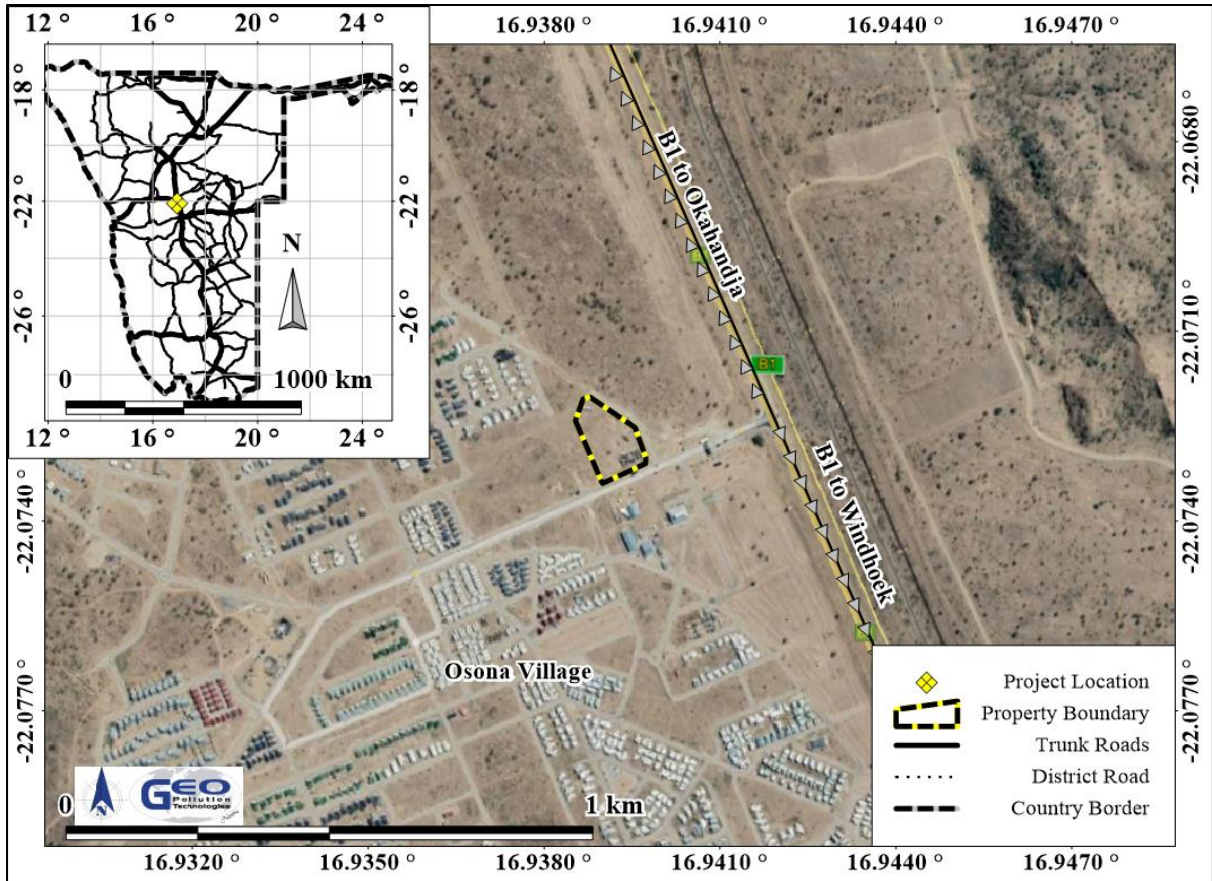 12 ° 16 ° 20 ° 24 °
16.9380 ° 16.9410 ° 16.9440 ° 16.9470 °
-18 °
-22 °
-26 °
-18 °
-22 °
-26 °
N
0 1000 km
12 ° 16 ° 20 ° 24 °
B1 to Okahandja
B1
B1 to Windhoek
Osona Village
-22.0680 °
-22.0710 °
-22.0740 °
-22.0770 °
-22.0740 °
-22.0770 °
Project Location
Property Boundary
Trunk Roads
District Road
Country Border
N
GEO
Pollution
Technologies
0 1 km
16.9320 ° 16.9350 ° 16.9380 ° 16.9410 ° 16.9440 ° 16.9470 °